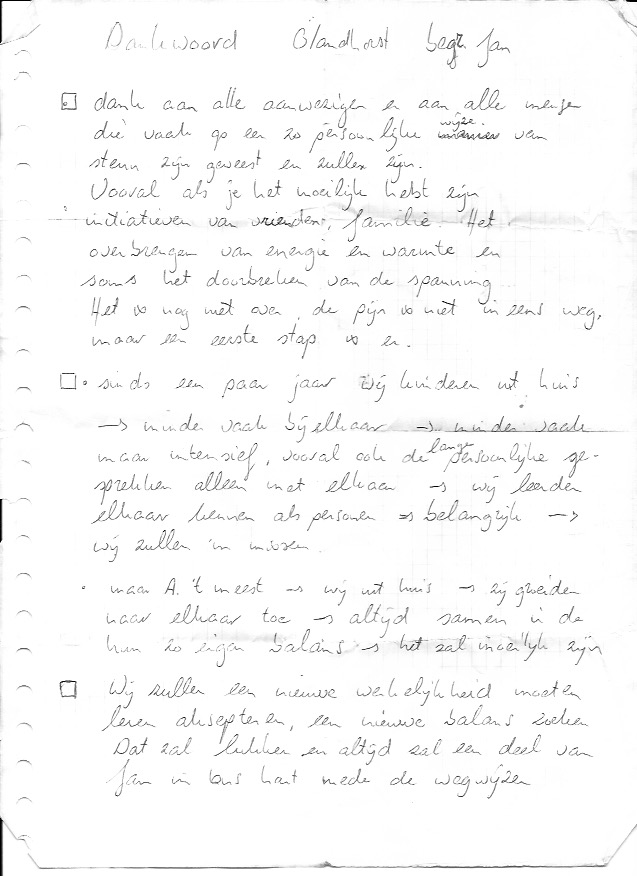 Dankwoord Olandhorst begr Jan
dank aan alle aanwezigen en aan alle mensen
die vaak op een zo persoonlijke wijze van
steun zijn geweest en zullen zijn.
Vooral als je het moeilijk hebt zijn
initiatieven van vrienden, familie. Het
overbrengen van energie en warmte en
soms het doorbreken van de spanning
Het is nog niet over, de pijn is niet ineens weg,
maar een eerste stap is er.
• sinds een paar jaar wij kinderen uit huis
→ minder vaak bij elkaar → minder vaak
maar intensief, vooral ook de lange persoonlijke ge-
sprekken alleen met elkaar → wij leerden
elkaar kennen als personen → belangrijk →
wij zullen 'm missen.
• maar A. 't meest → wij uit huis → zij groeiden
naar elkaar toe → altijd samen in de
hun zo eigen balans → het zal moeilijk zijn
Wij zullen een nieuwe werkelijkheid moeten
leren aksepteren, een nieuwe balans zoeken
Dat zal lukken en altijd zal een deel van
Jan in ons hart mede de weg wijzen